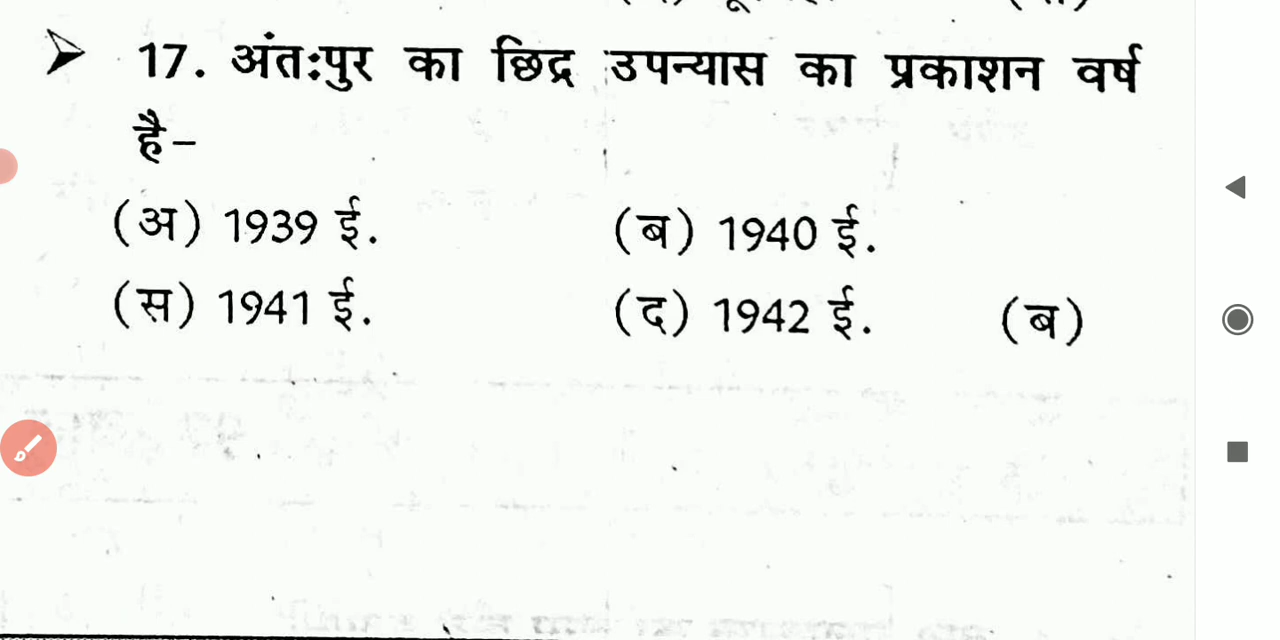 17. अंतःपुर का छिद्र उपन्यास का प्रकाशन वर्ष
है-
(अ) 1939 ई. (ब) 1940 ई.
(स) 1941 ई. (द) 1942 ई. (ब)